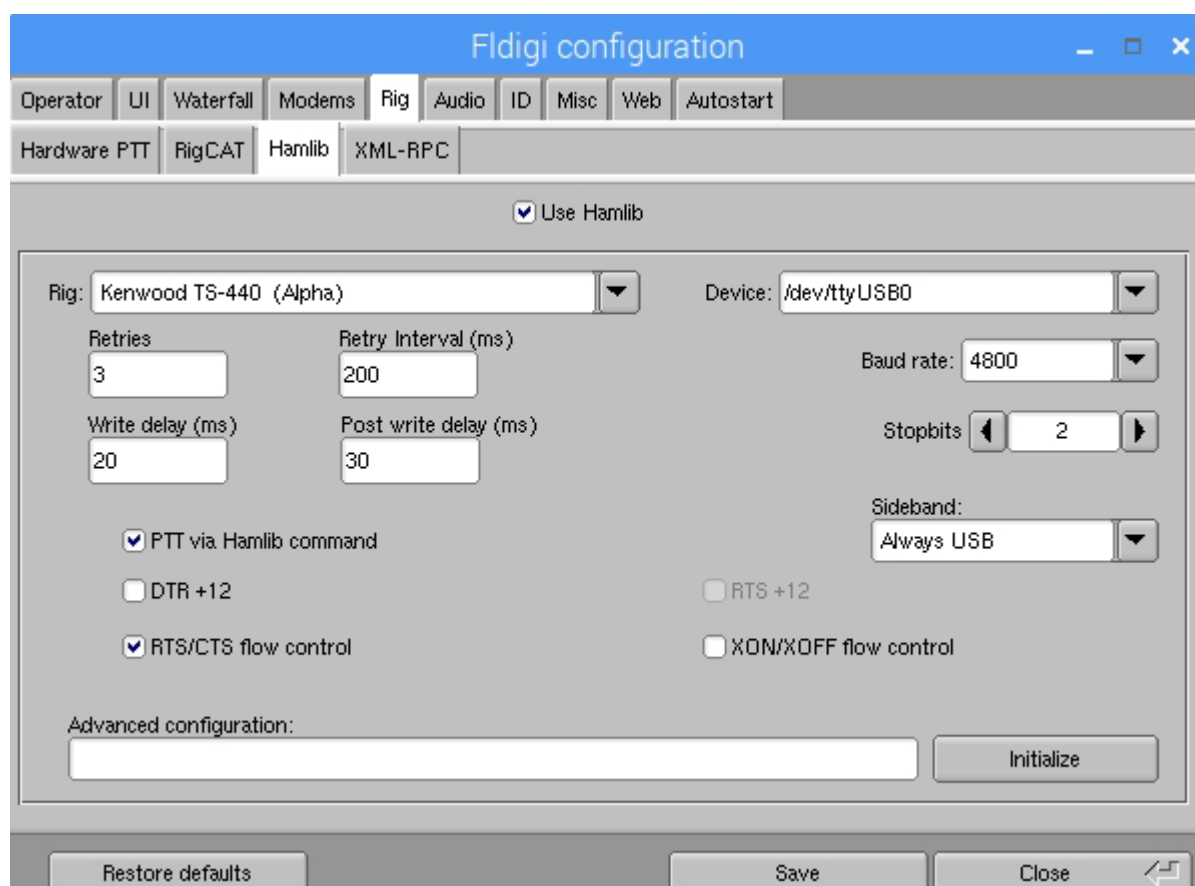 Fldigi configuration
Operator UI Waterfall Modems Rig Audio ID Misc Web Autostart
Hardware PTT RigCAT Hamlib XML-RPC
Use Hamlib
Rig: Kenwood TS-440 (Alpha) Device: /dev/ttyUSB0
Retries Retry Interval (ms)
3 200 Baud rate: 4800
Write delay (ms) Post write delay (ms) Stopbits 2
20 30
Sideband:
PTT via Hamlib command Always USB
DTR +12 RTS +12
RTS/CTS flow control XON/XOFF flow control
Advanced configuration:
Initialize
Restore defaults Save Close